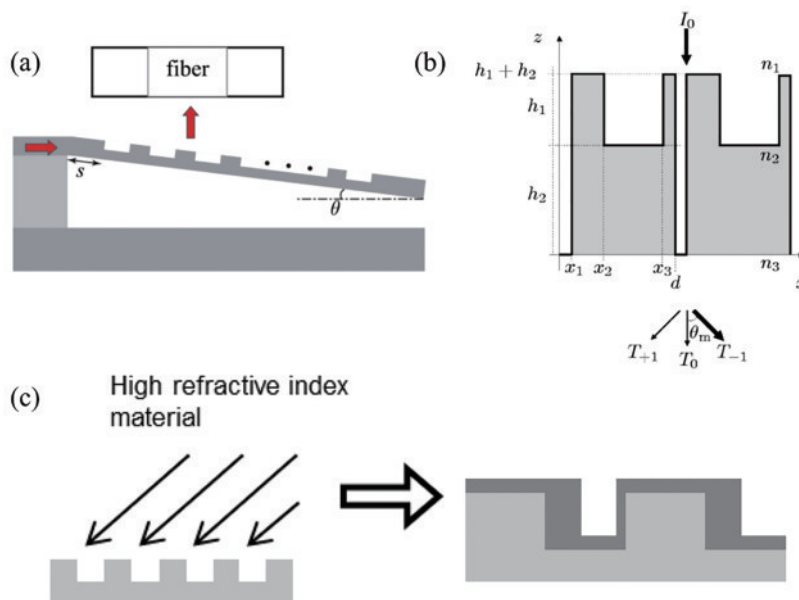 (a)
fiber
s
θ
(b)
z
I₀
h₁ + h₂
h₁
h₂
n₁
n₂
n₃
x₁
x₂
x₃
d
T₊₁
T₀
θₘ
T₋₁
(c)
High refractive index
material